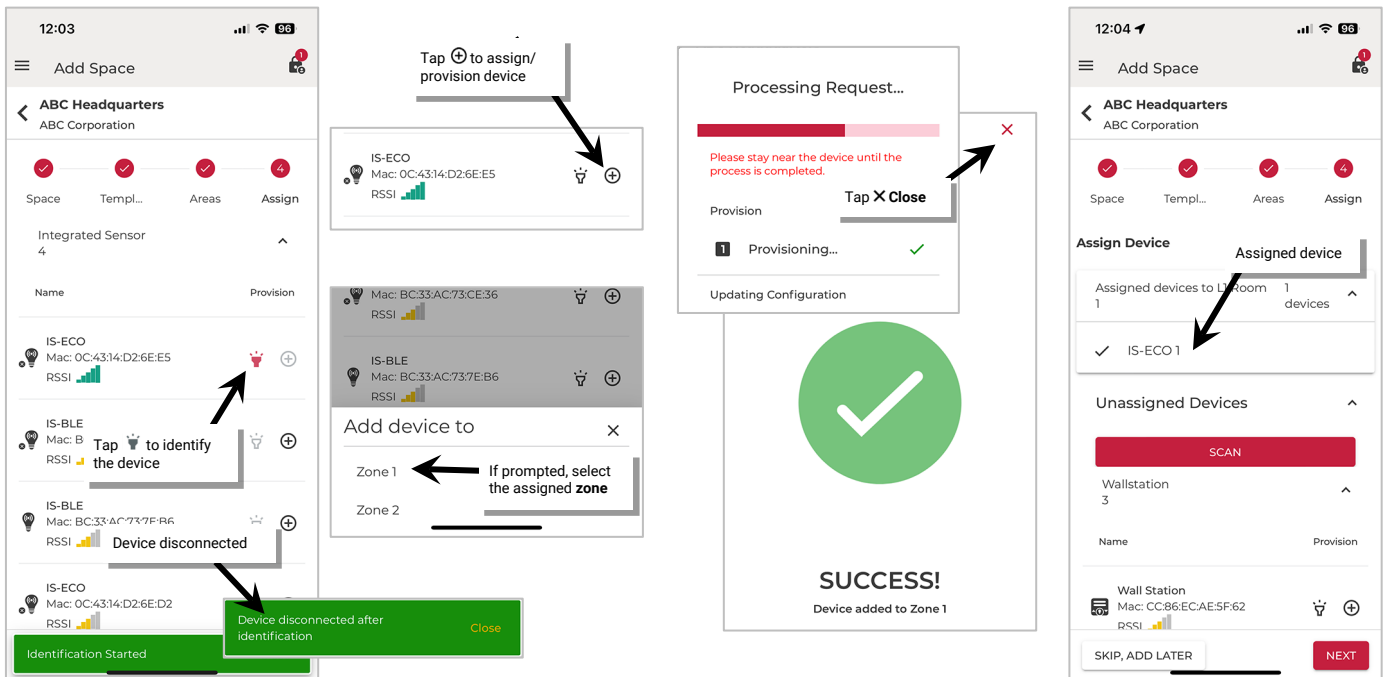 12:03
96
Add Space
1
ABC Headquarters
ABC Corporation
4
Space
Templ...
Areas
Assign
Integrated Sensor
4
Name
Provision
IS-ECO
Mac: 0C:43:14:D2:6E:E5
RSSI
IS-BLE
Mac: B
RSSI
Tap to identify
the device
IS-BLE
Mac: BC:33:AC:73:7E:B6
RSSI
Device disconnected
IS-ECO
Mac: 0C:43:14:D2:6E:D2
RSSI
Identification Started
Device disconnected after
identification
Close
Tap ⊕ to assign/
provision device
IS-ECO
Mac: 0C:43:14:D2:6E:E5
RSSI
Mac: BC:33:AC:73:CE:36
RSSI
IS-BLE
Mac: BC:33:AC:73:7E:B6
RSSI
Add device to
Zone 1
Zone 2
If prompted, select
the assigned zone
Processing Request...
Please stay near the device until the
process is completed.
Tap ✕ Close
Provision
1 Provisioning...
Updating Configuration
SUCCESS!
Device added to Zone 1
12:04
96
Add Space
1
ABC Headquarters
ABC Corporation
4
Space
Templ...
Areas
Assign
Assign Device
Assigned device
Assigned devices to L1 Room
1
1
devices
IS-ECO 1
Unassigned Devices
SCAN
Wallstation
3
Name
Provision
Wall Station
Mac: CC:86:EC:AE:5F:62
RSSI
SKIP, ADD LATER
NEXT